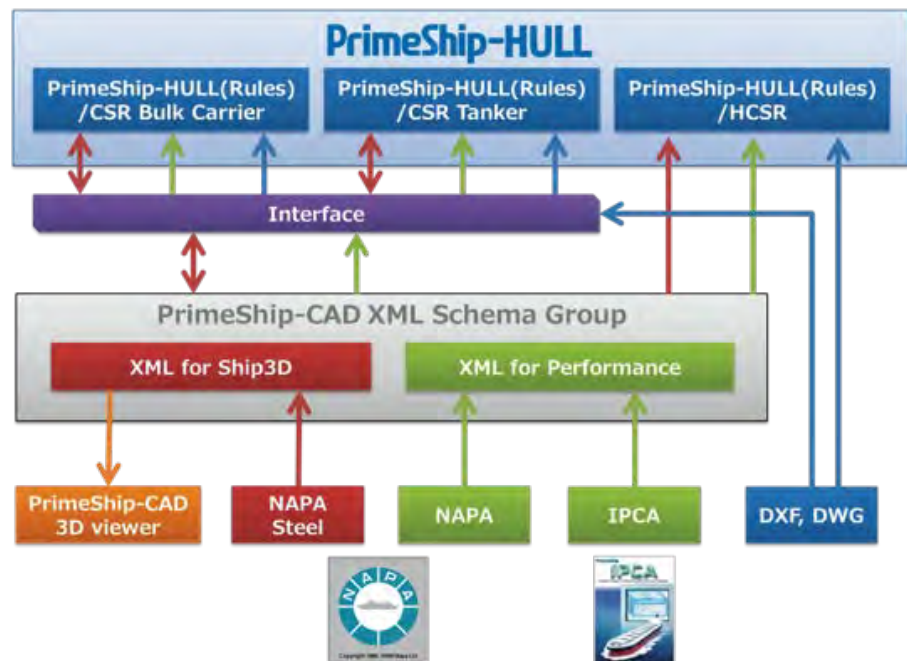 PrimeShip-HULL
PrimeShip-HULL(Rules)
/CSR Bulk Carrier
PrimeShip-HULL(Rules)
/CSR Tanker
PrimeShip-HULL(Rules)
/HCSR
Interface
PrimeShip-CAD XML Schema Group
XML for Ship3D
XML for Performance
PrimeShip-CAD
3D viewer
NAPA
Steel
NAPA
IPCA
DXF, DWG
NAPA
IPCA